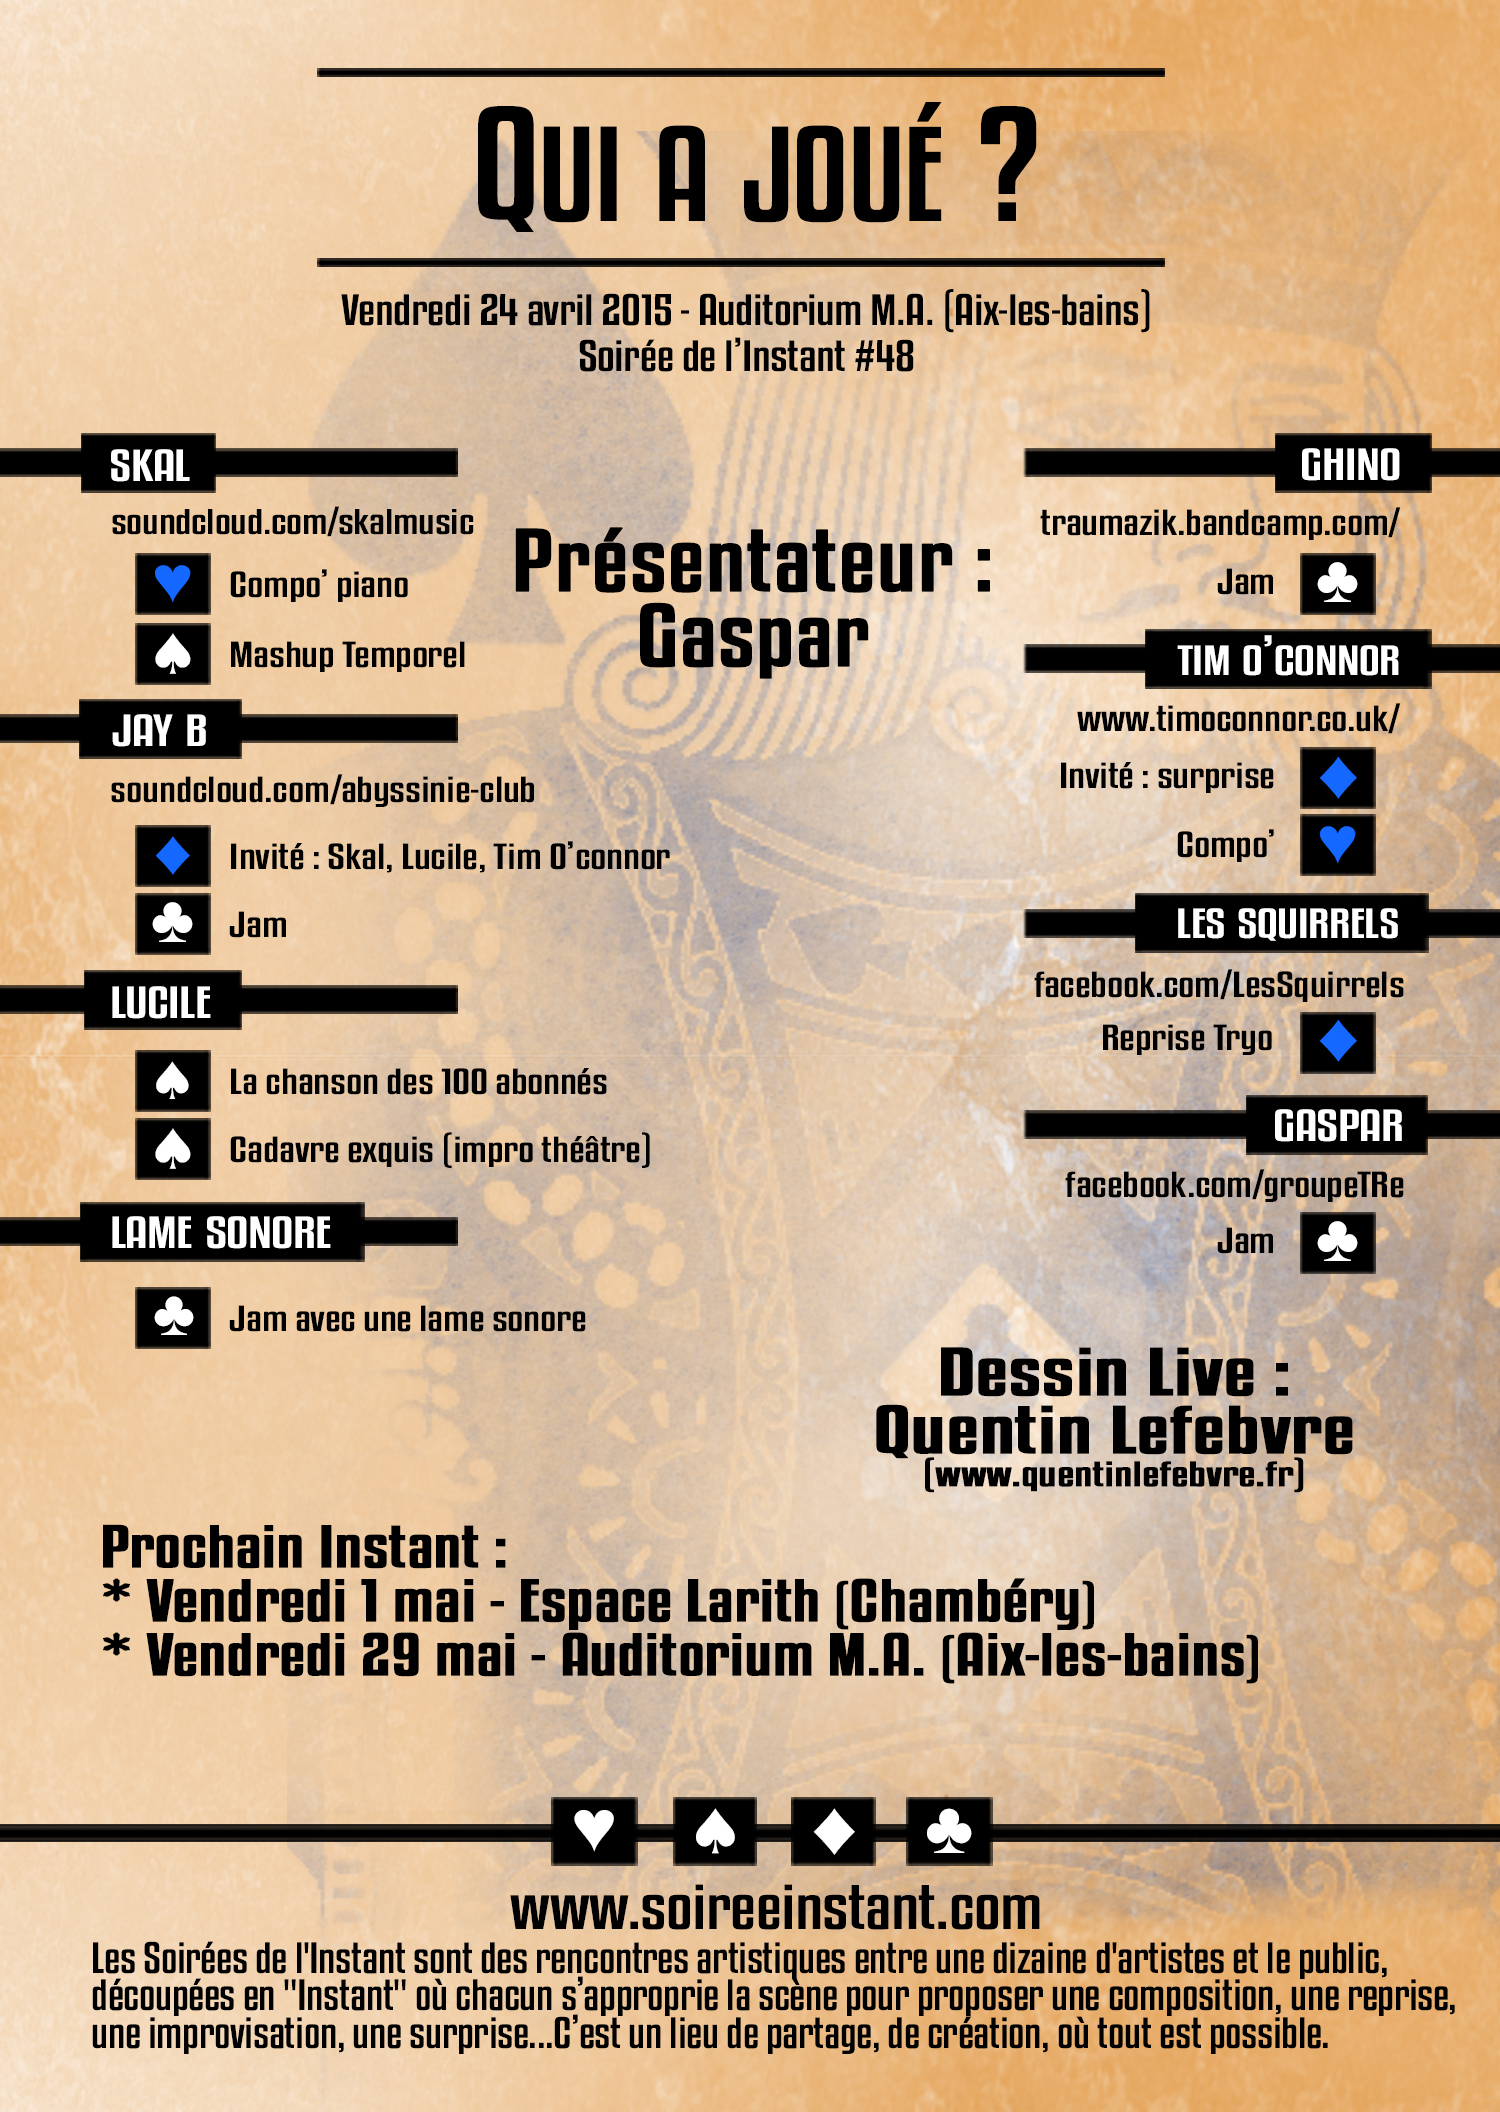 Qui a joué ?
Vendredi 24 avril 2015 - Auditorium M.A. (Aix-les-bains)
Soirée de l'Instant #48
SKAL
soundcloud.com/skalmusic
Compo' piano
Mashup Temporel
JAY B
soundcloud.com/abyssinie-club
Invité : Skal, Lucile, Tim O'connor
Jam
LUCILE
La chanson des 100 abonnés
Cadavre exquis (impro théâtre)
LAME SONORE
Jam avec une lame sonore
Présentateur :
Gaspar
GHINO
traumazik.bandcamp.com/
Jam
TIM O'CONNOR
www.timoconnor.co.uk/
Invité : surprise
Compo'
LES SQUIRRELS
facebook.com/LesSquirrels
Reprise Tryo
GASPAR
facebook.com/groupeTRe
Jam
Dessin Live :
Quentin Lefebvre
(www.quentinlefebvre.fr)
Prochain Instant :
* Vendredi 1 mai - Espace Larith (Chambéry)
* Vendredi 29 mai - Auditorium M.A. (Aix-les-bains)
www.soireeinstant.com
Les Soirées de l'Instant sont des rencontres artistiques entre une dizaine d'artistes et le public,
découpées en "Instant" où chacun s'approprie la scène pour proposer une composition, une reprise,
une improvisation, une surprise...C'est un lieu de partage, de création, où tout est possible.